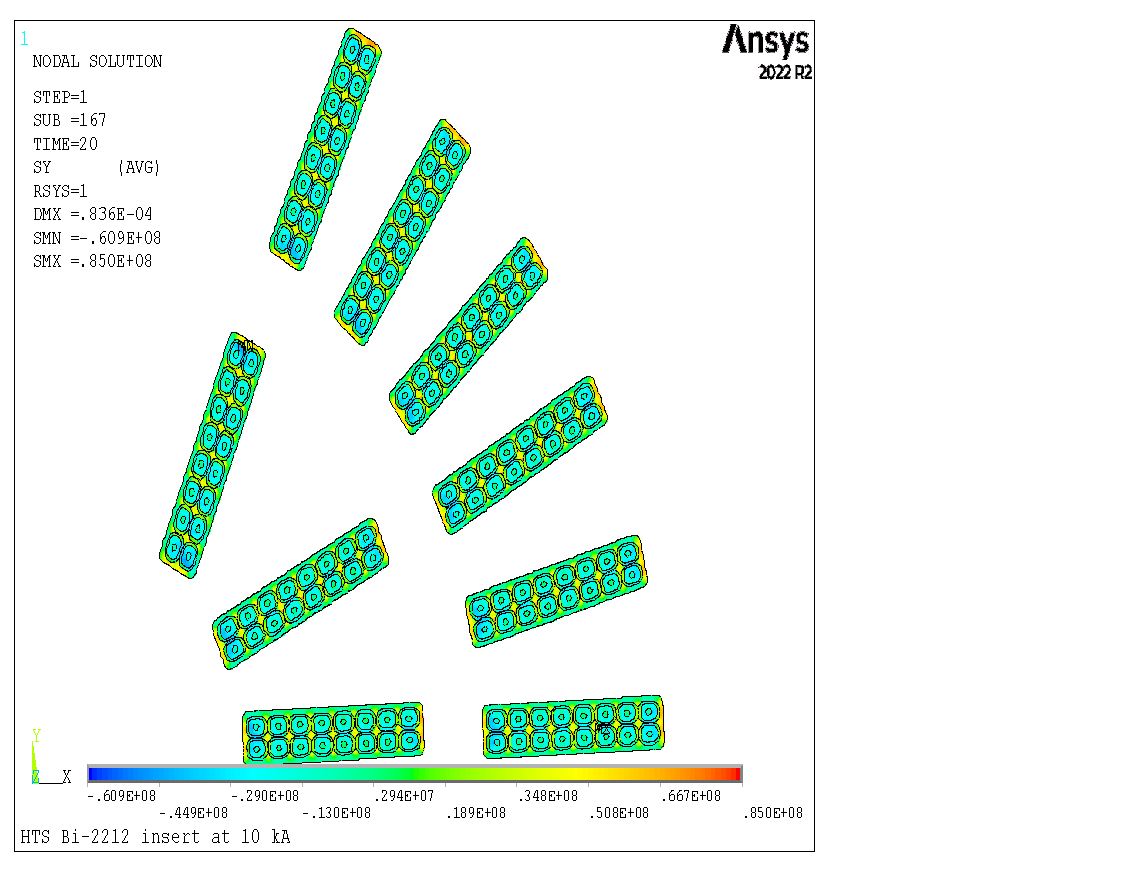 1
Ansys
2022 R2
NODAL SOLUTION
STEP=1
SUB =167
TIME=20
SY (AVG)
RSYS=1
DMX =.836E-04
SMN =-.609E+08
SMX =.850E+08
Y
Z X
-.609E+08 -.290E+08 .294E+07 .348E+08 .667E+08
-.449E+08 -.130E+08 .189E+08 .508E+08 .850E+08
HTS Bi-2212 insert at 10 kA